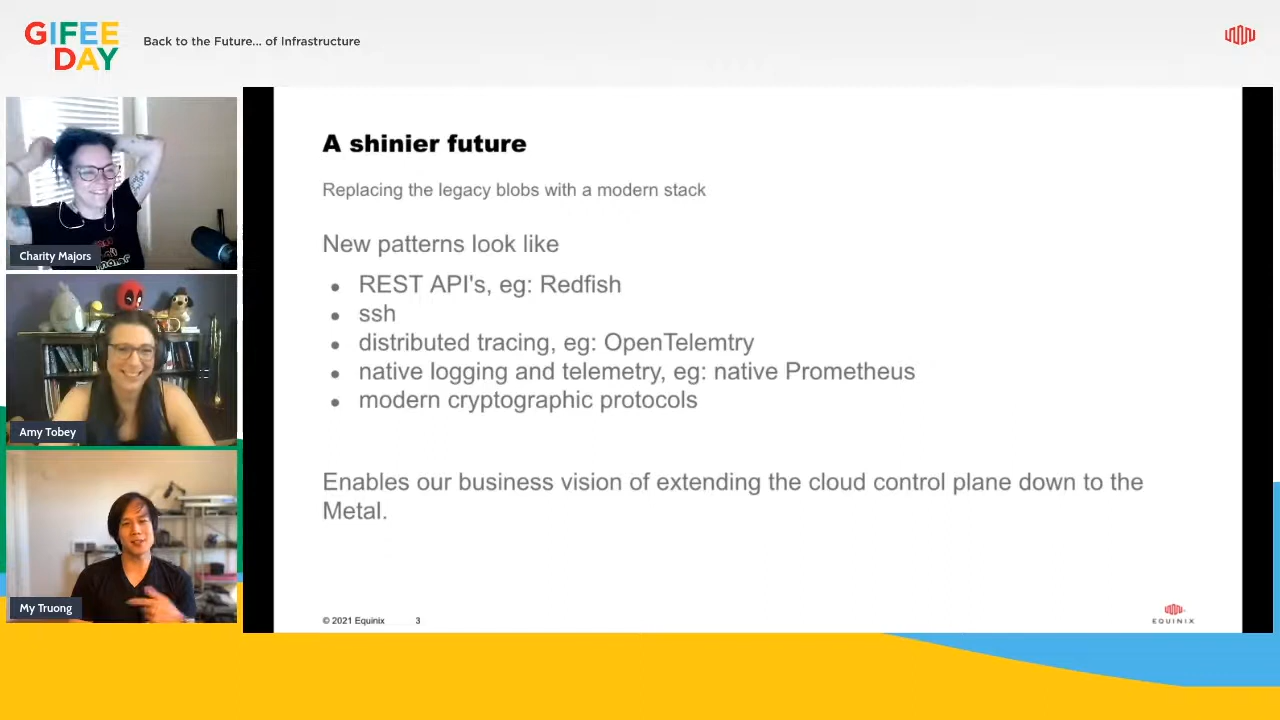 GIFEE
DAY
Back to the Future... of Infrastructure
Charity Majors
Amy Tobey
My Truong
A shinier future
Replacing the legacy blobs with a modern stack
New patterns look like
● REST API's, eg: Redfish
● ssh
● distributed tracing, eg: OpenTelemtry
● native logging and telemetry, eg: native Prometheus
● modern cryptographic protocols
Enables our business vision of extending the cloud control plane down to the
Metal.
© 2021 Equinix 3
EQUINIX